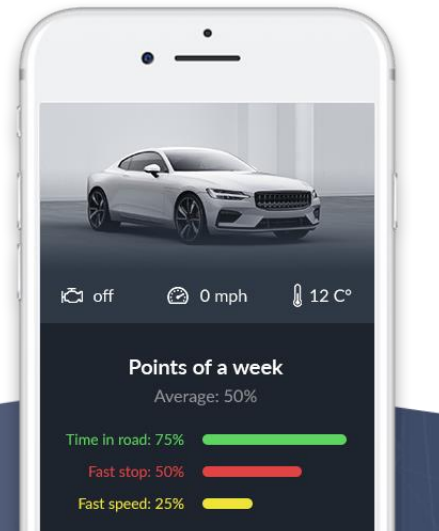 off 0 mph 12 C°
Points of a week
Average: 50%
Time in road: 75%
Fast stop: 50%
Fast speed: 25%